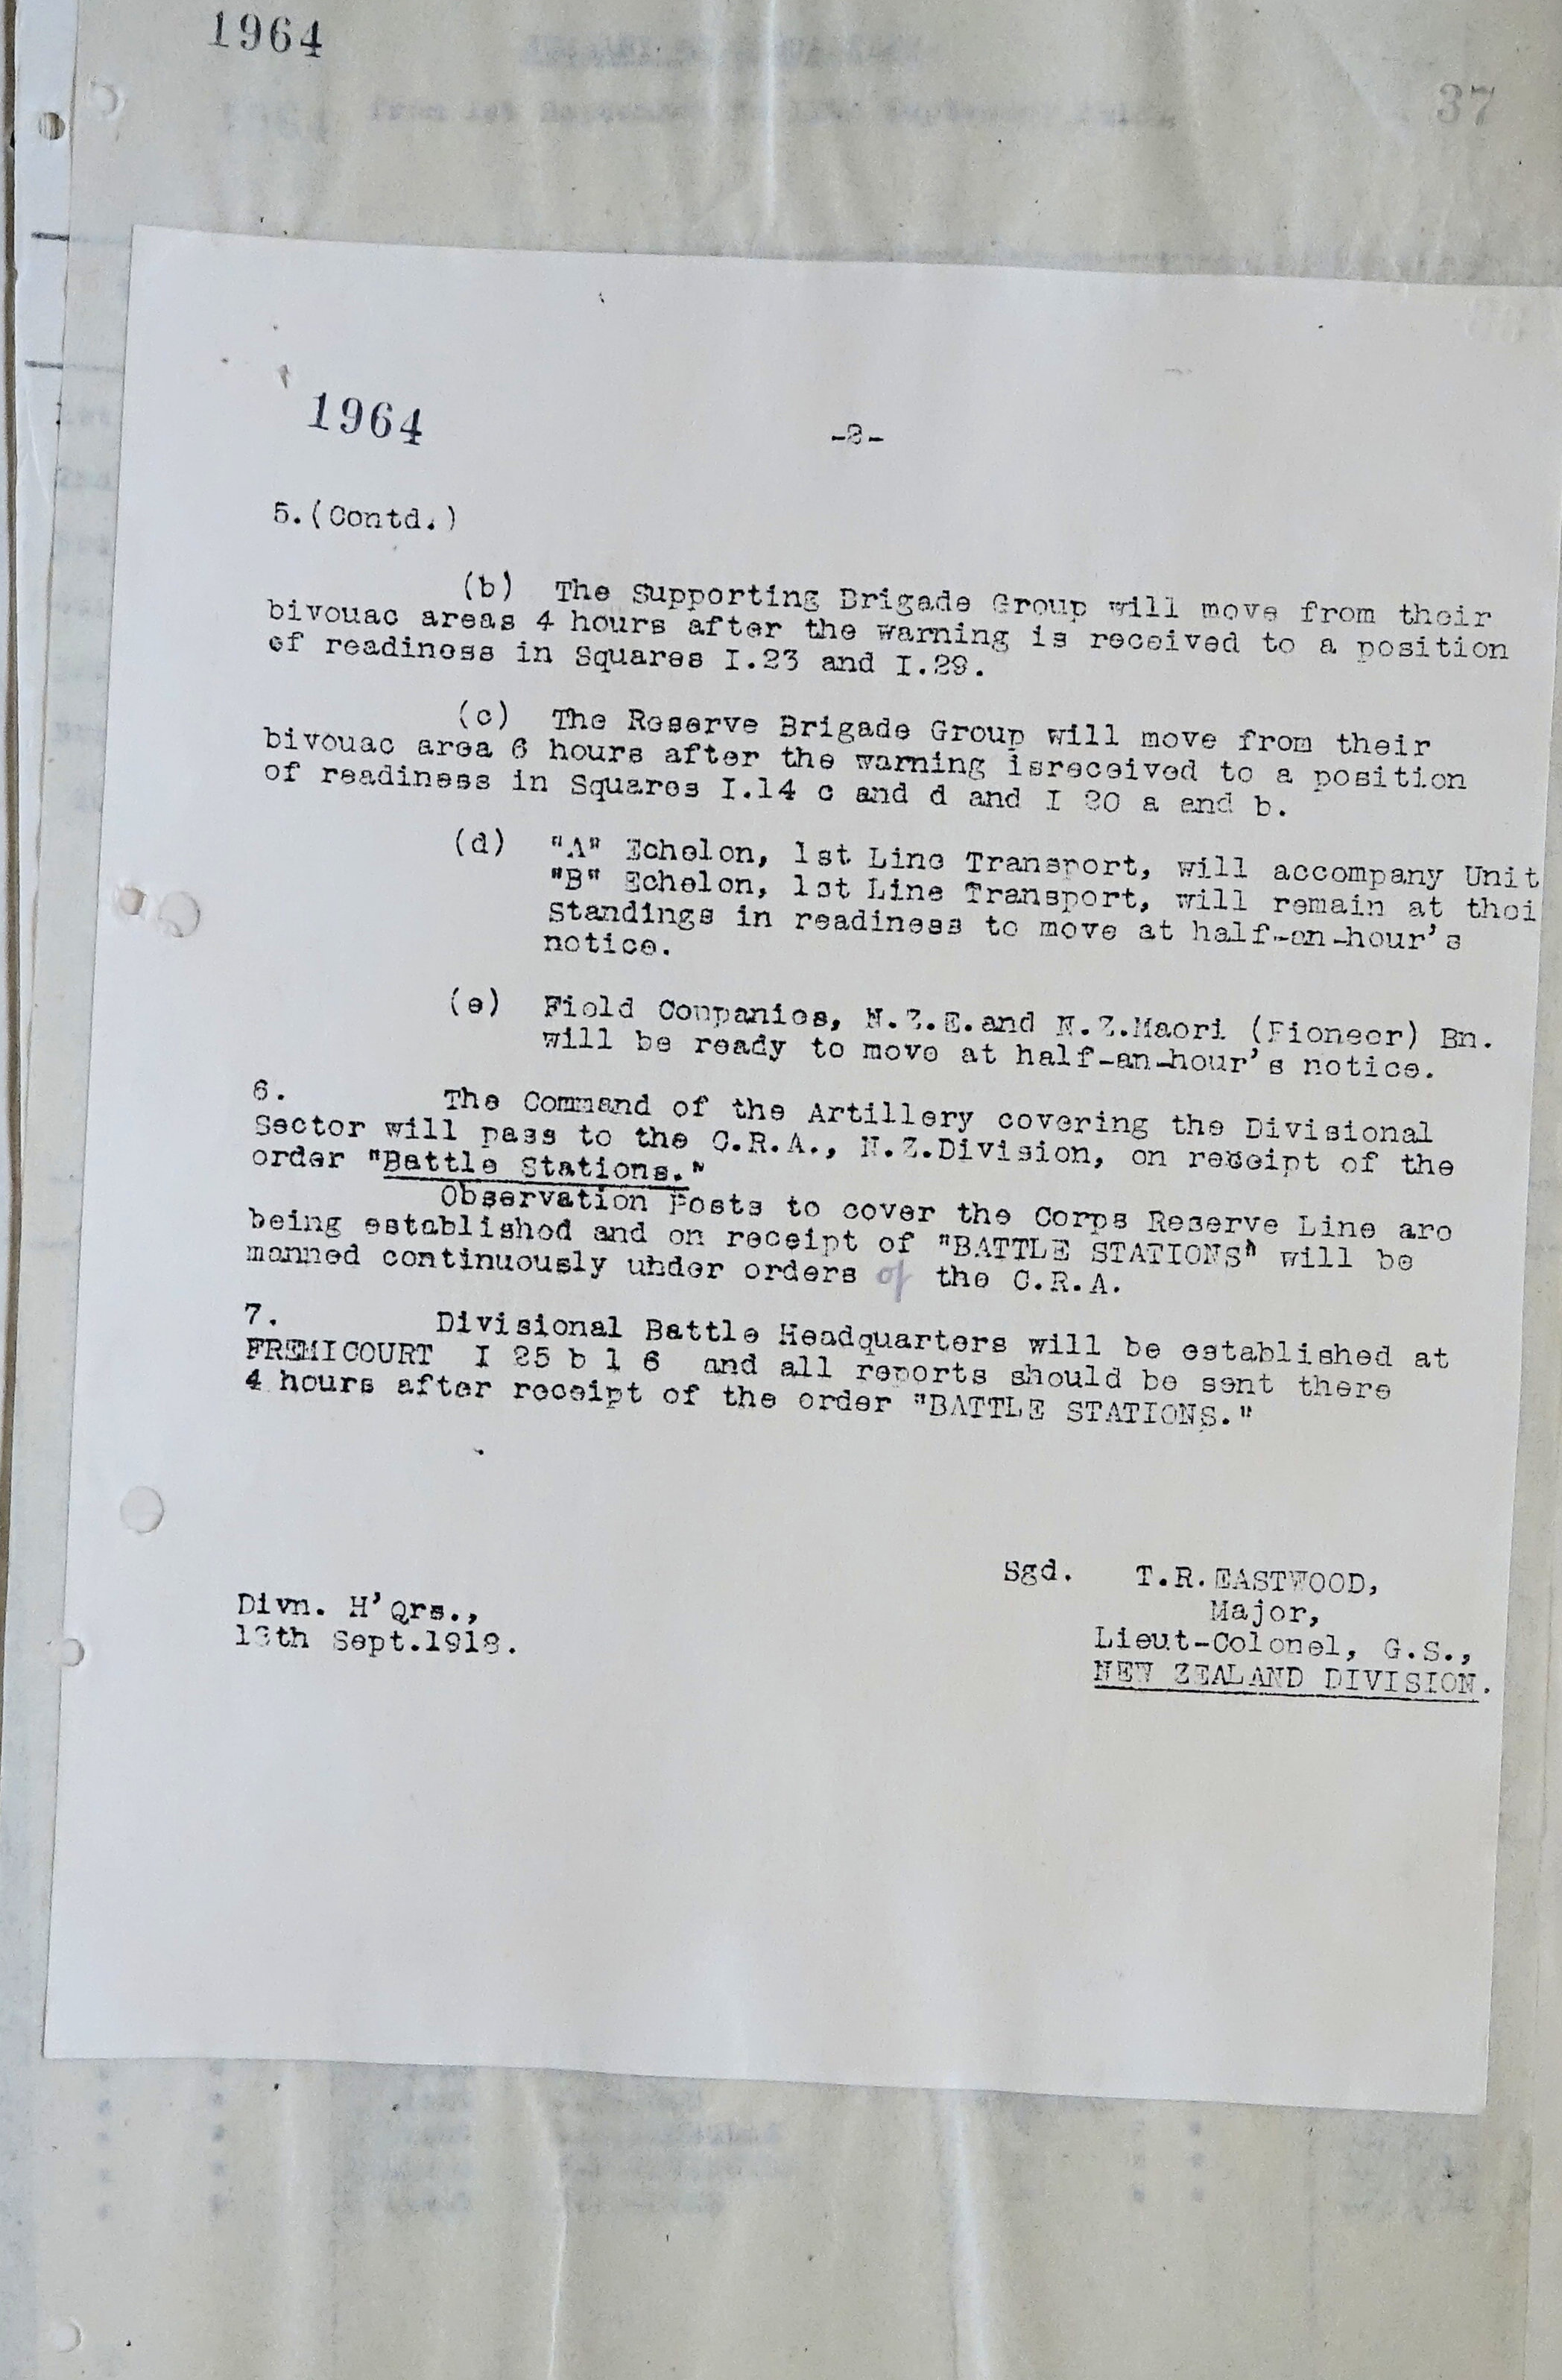 1964
37
1964
-2-
5.(Contd.)
(b) The Supporting Brigade Group will move from their
bivouac areas 4 hours after the warning is received to a position
of readiness in Squares I.23 and I.29.
(c) The Reserve Brigade Group will move from their
bivouac area 6 hours after the warning isreceived to a position
of readiness in Squares I.14 c and d and I 20 a and b.
(d) "A" Echelon, 1st Line Transport, will accompany Unit
"B" Echelon, 1st Line Transport, will remain at thei
Standings in readiness to move at half-an-hour's
notice.
(e) Field Companies, N.Z.E.and N.Z.Maori (Pioneer) Bn.
will be ready to move at half-an-hour's notice.
6. The Command of the Artillery covering the Divisional
Sector will pass to the C.R.A., N.Z.Division, on receipt of the
order "Battle Stations."
Observation Posts to cover the Corps Reserve Line are
being established and on receipt of "BATTLE STATIONS" will be
manned continuously under orders of the C.R.A.
7. Divisional Battle Headquarters will be established at
FREMICOURT I 25 b 1 6 and all reports should be sent there
4 hours after receipt of the order "BATTLE STATIONS."
Sgd. T.R.EASTWOOD,
Major,
Divn. H'Qrs.,
Lieut-Colonel, G.S.,
13th Sept.1918.
NEW ZEALAND DIVISION.